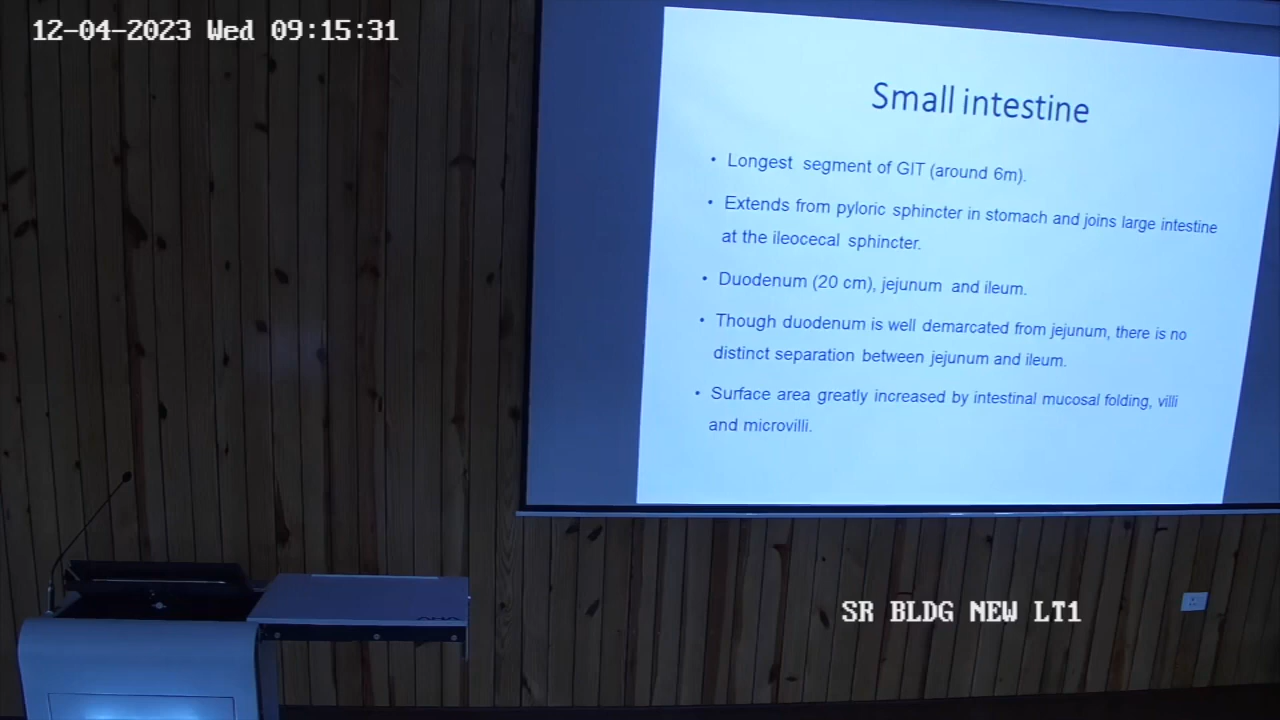 12-04-2023 Wed 09:15:31
Small intestine
• Longest segment of GIT (around 6m).
• Extends from pyloric sphincter in stomach and joins large intestine
at the ileocecal sphincter.
• Duodenum (20 cm), jejunum and ileum.
• Though duodenum is well demarcated from jejunum, there is no
distinct separation between jejunum and ileum.
• Surface area greatly increased by intestinal mucosal folding, villi
and microvilli.
SR BLDG NEW LT1